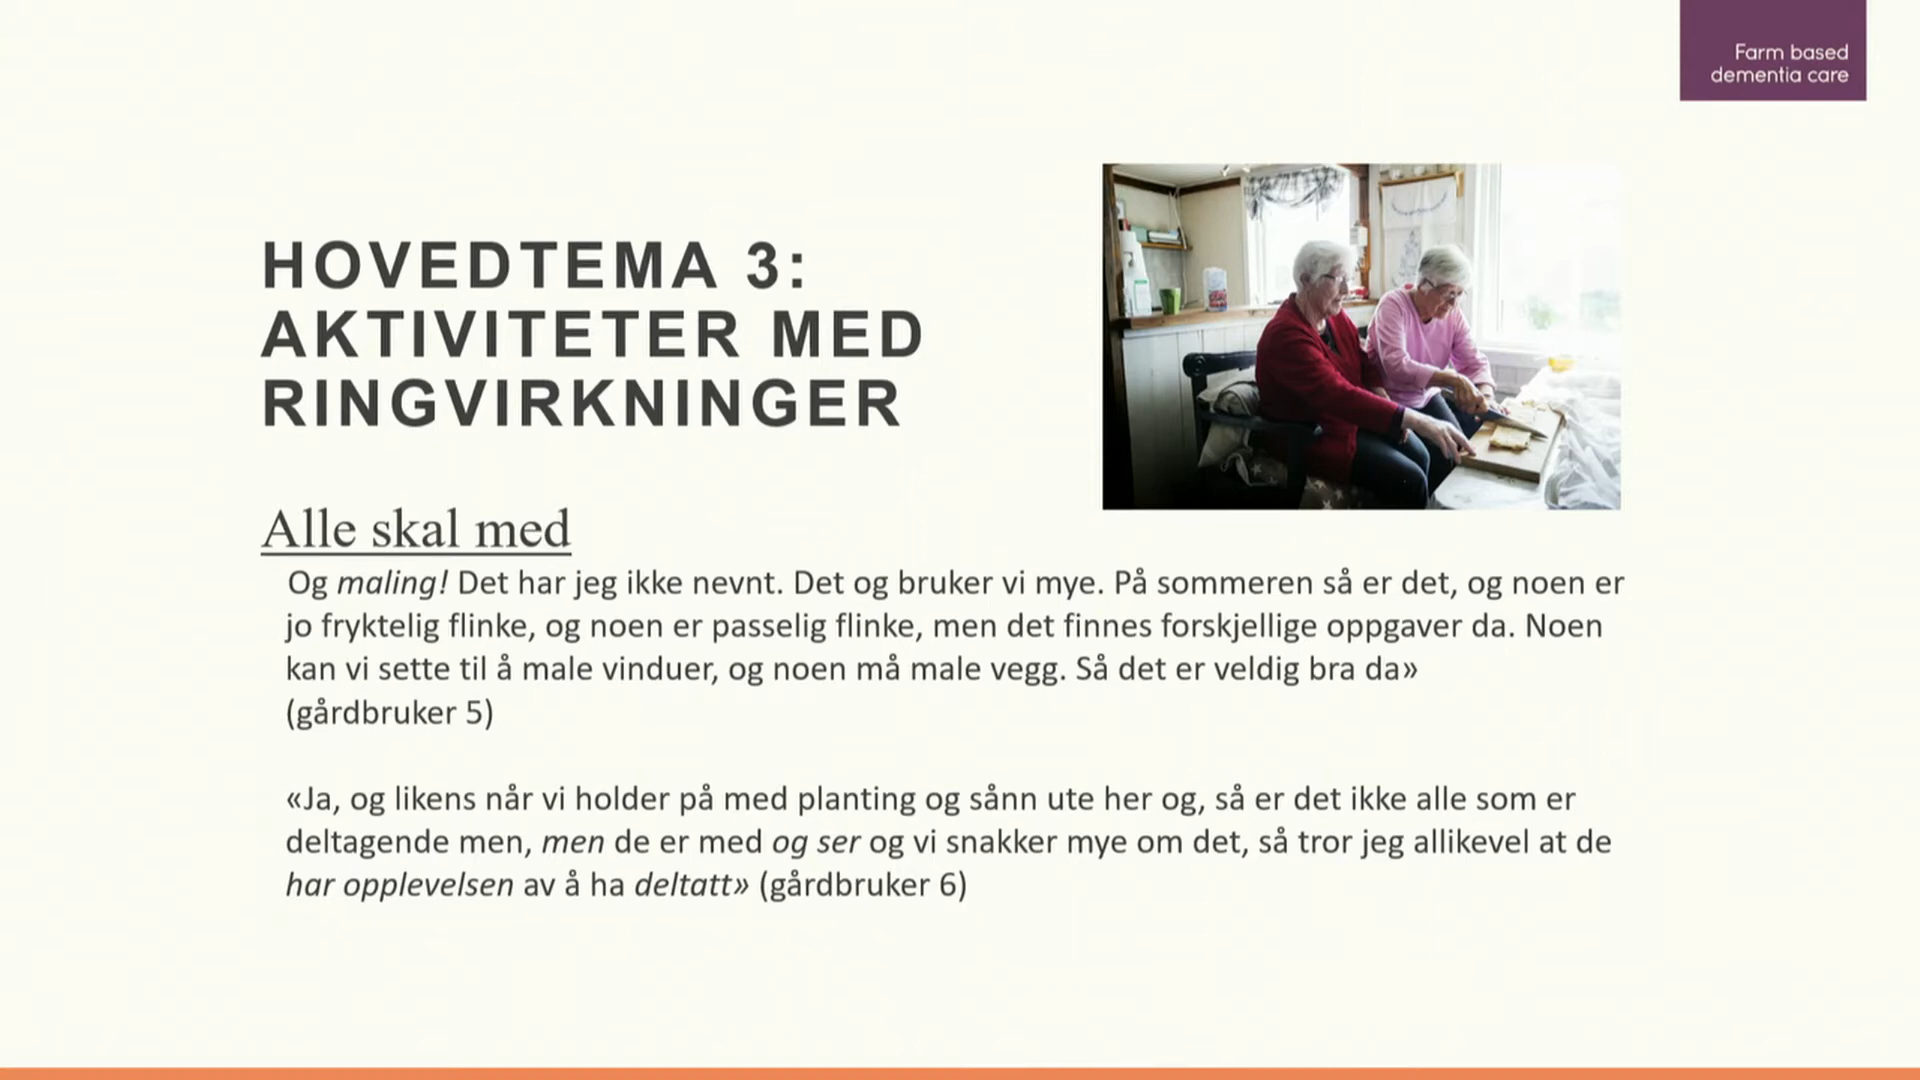 Farm based
dementia care
HOVEDTEMA 3:
AKTIVITETER MED
RINGVIRKNINGER
Alle skal med
Og maling! Det har jeg ikke nevnt. Det og bruker vi mye. På sommeren så er det, og noen er
jo fryktelig flinke, og noen er passelig flinke, men det finnes forskjellige oppgaver da. Noen
kan vi sette til å male vinduer, og noen må male vegg. Så det er veldig bra da»
(gårdbruker 5)
«Ja, og likens når vi holder på med planting og sånn ute her og, så er det ikke alle som er
deltagende men, men de er med og ser og vi snakker mye om det, så tror jeg allikevel at de
har opplevelsen av å ha deltatt» (gårdbruker 6)